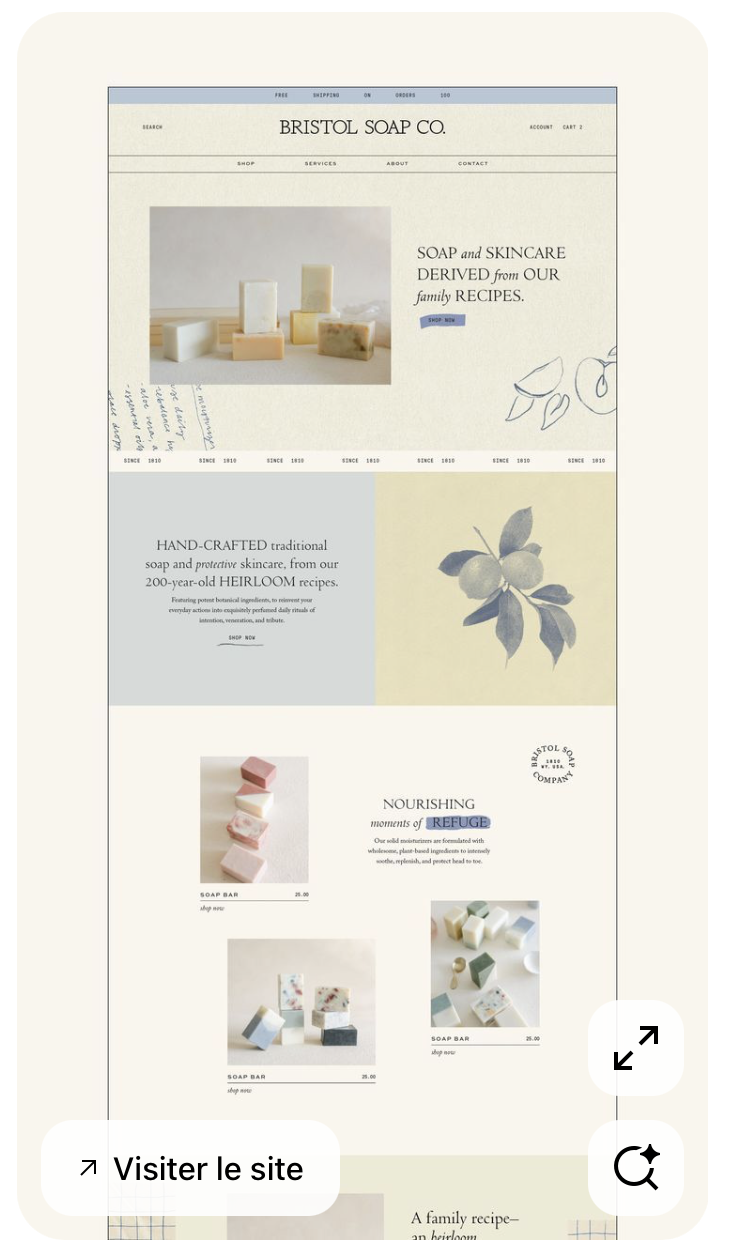 FREE SHIPPING ON ORDERS 100
SEARCH
BRISTOL SOAP CO.
ACCOUNT CART 2
SHOP SERVICES ABOUT CONTACT
SOAP and SKINCARE
DERIVED from OUR
family RECIPES.
SHOP NOW
SINCE 1810 SINCE 1810 SINCE 1810 SINCE 1810 SINCE 1810 SINCE 1810 SINCE 1810
HAND-CRAFTED traditional
soap and protective skincare, from our
200-year-old HEIRLOOM recipes.
Featuring potent botanical ingredients, to reinvent your
everyday actions into exquisitely perfumed daily rituals of
intention, veneration, and tribute.
SHOP NOW
BRISTOL SOAP
1810
COMPANY
NOURISHING
moments of REFUGE
Our solid moisturizers are formulated with
wholesome, plant-based ingredients to intensely
soothe, replenish, and protect head to toe.
SOAP BAR 25.00
shop now
SOAP BAR 25.00
shop now
SOAP BAR 25.00
shop now
Visiter le site
A family recipe–
an heirloom